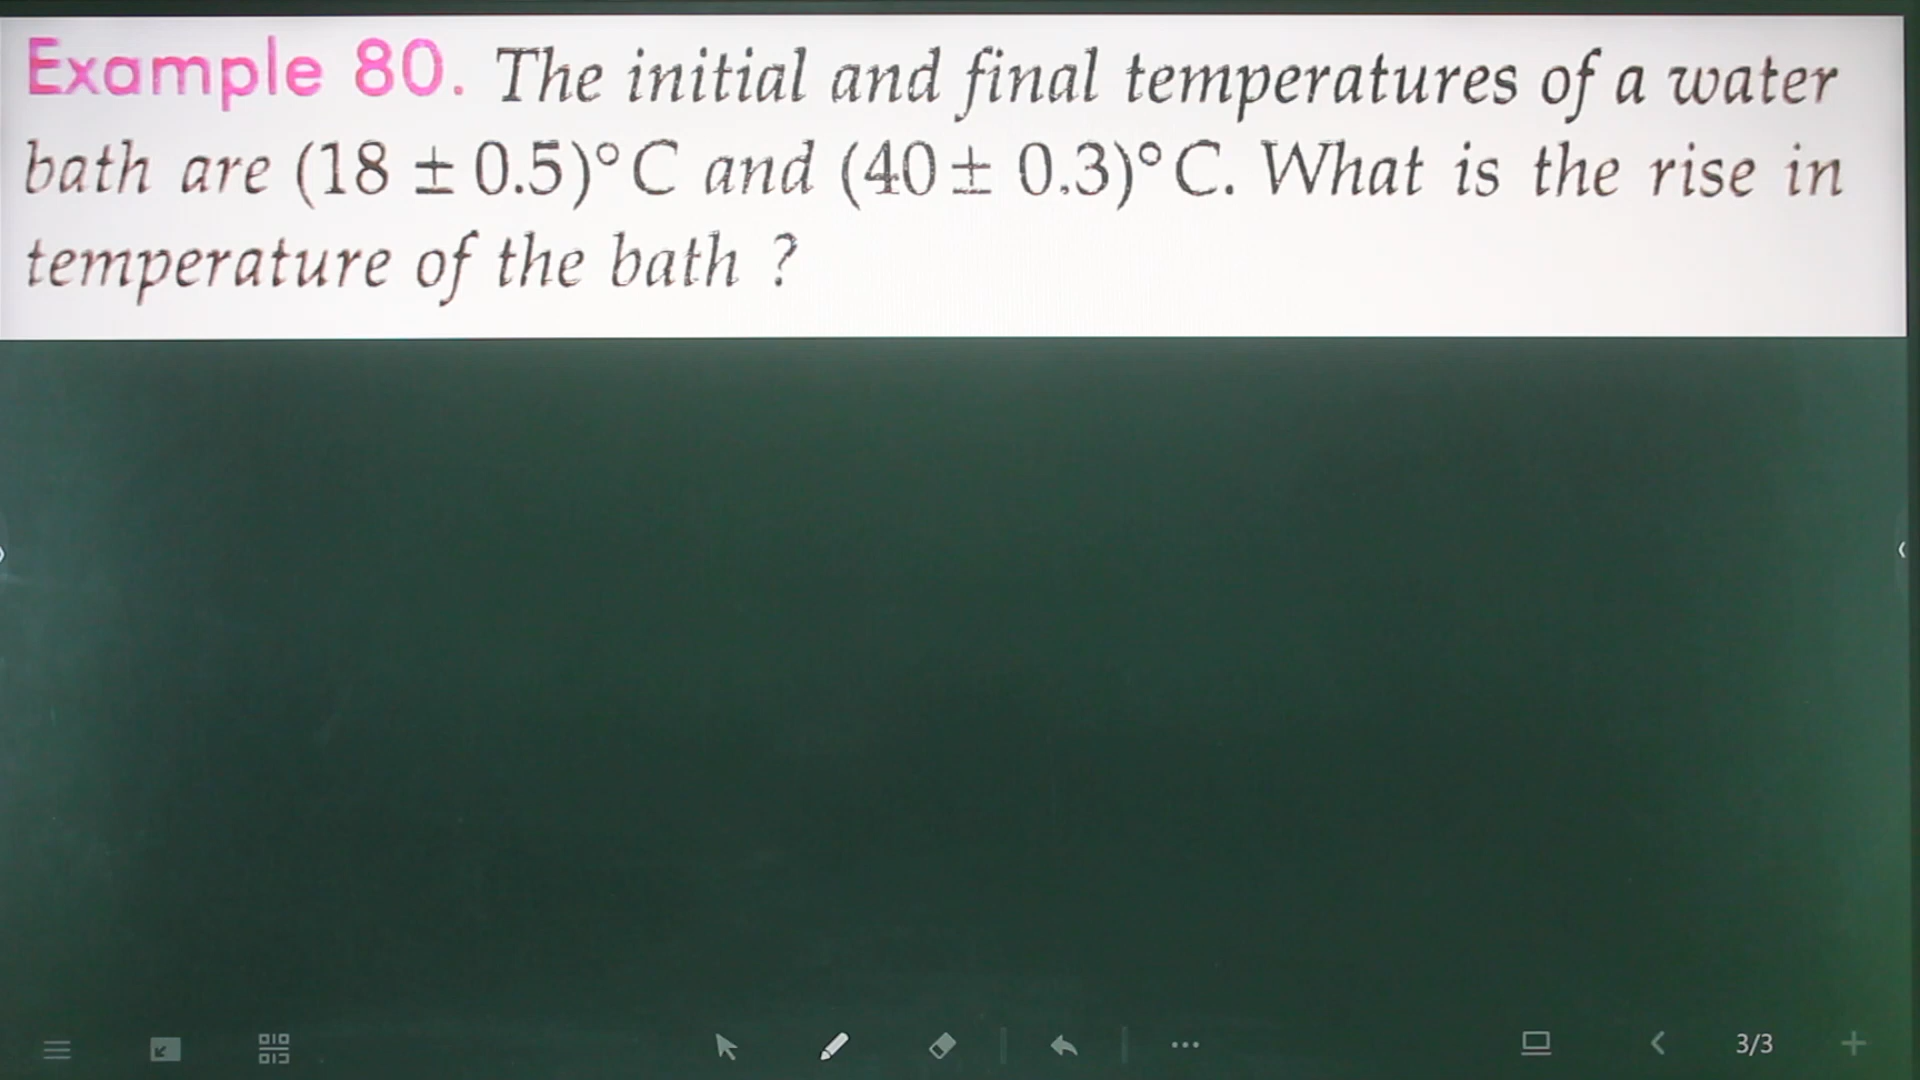 Example 80. The initial and final temperatures of a water
bath are (18 ± 0.5)°C and (40 ± 0.3)°C. What is the rise in
temperature of the bath ?
3/3